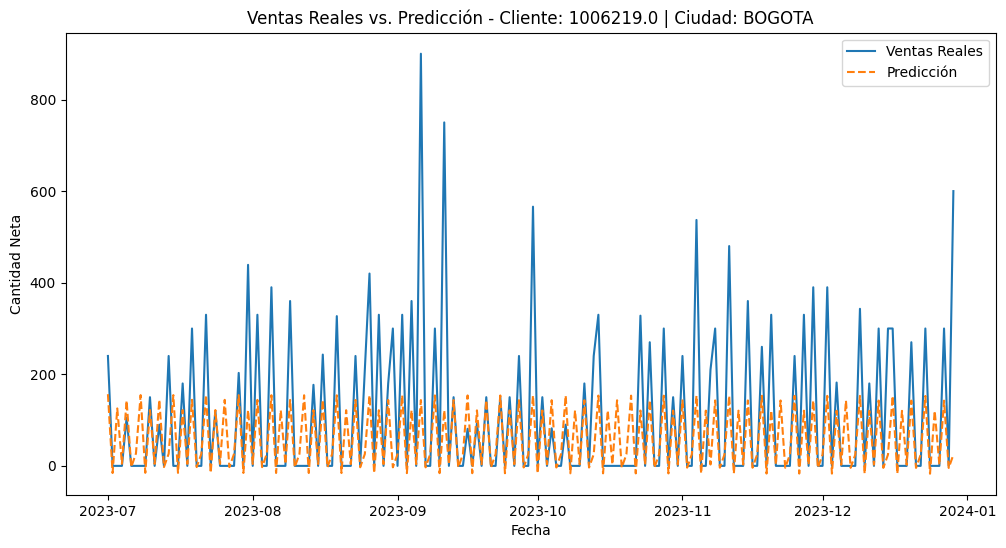 Ventas Reales vs. Predicción - Cliente: 1006219.0 | Ciudad: BOGOTA
Ventas Reales
Predicción
Cantidad Neta
800
600
400
200
0
2023-07
2023-08
2023-09
2023-10
2023-11
2023-12
2024-01
Fecha